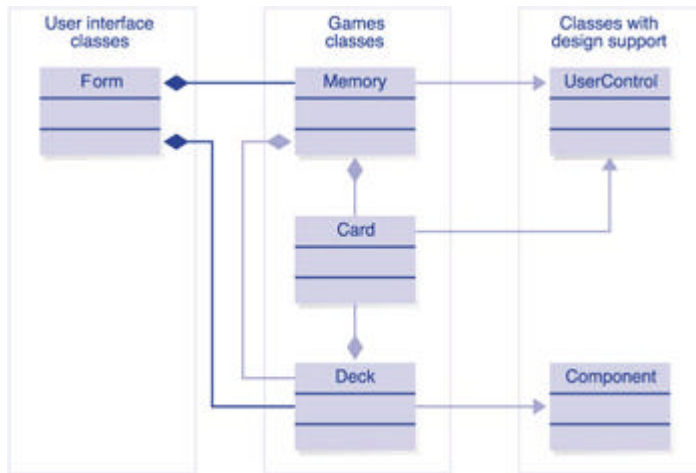 User interface
classes
Games
classes
Classes with
design support
Form
Memory
UserControl
Card
Deck
Component